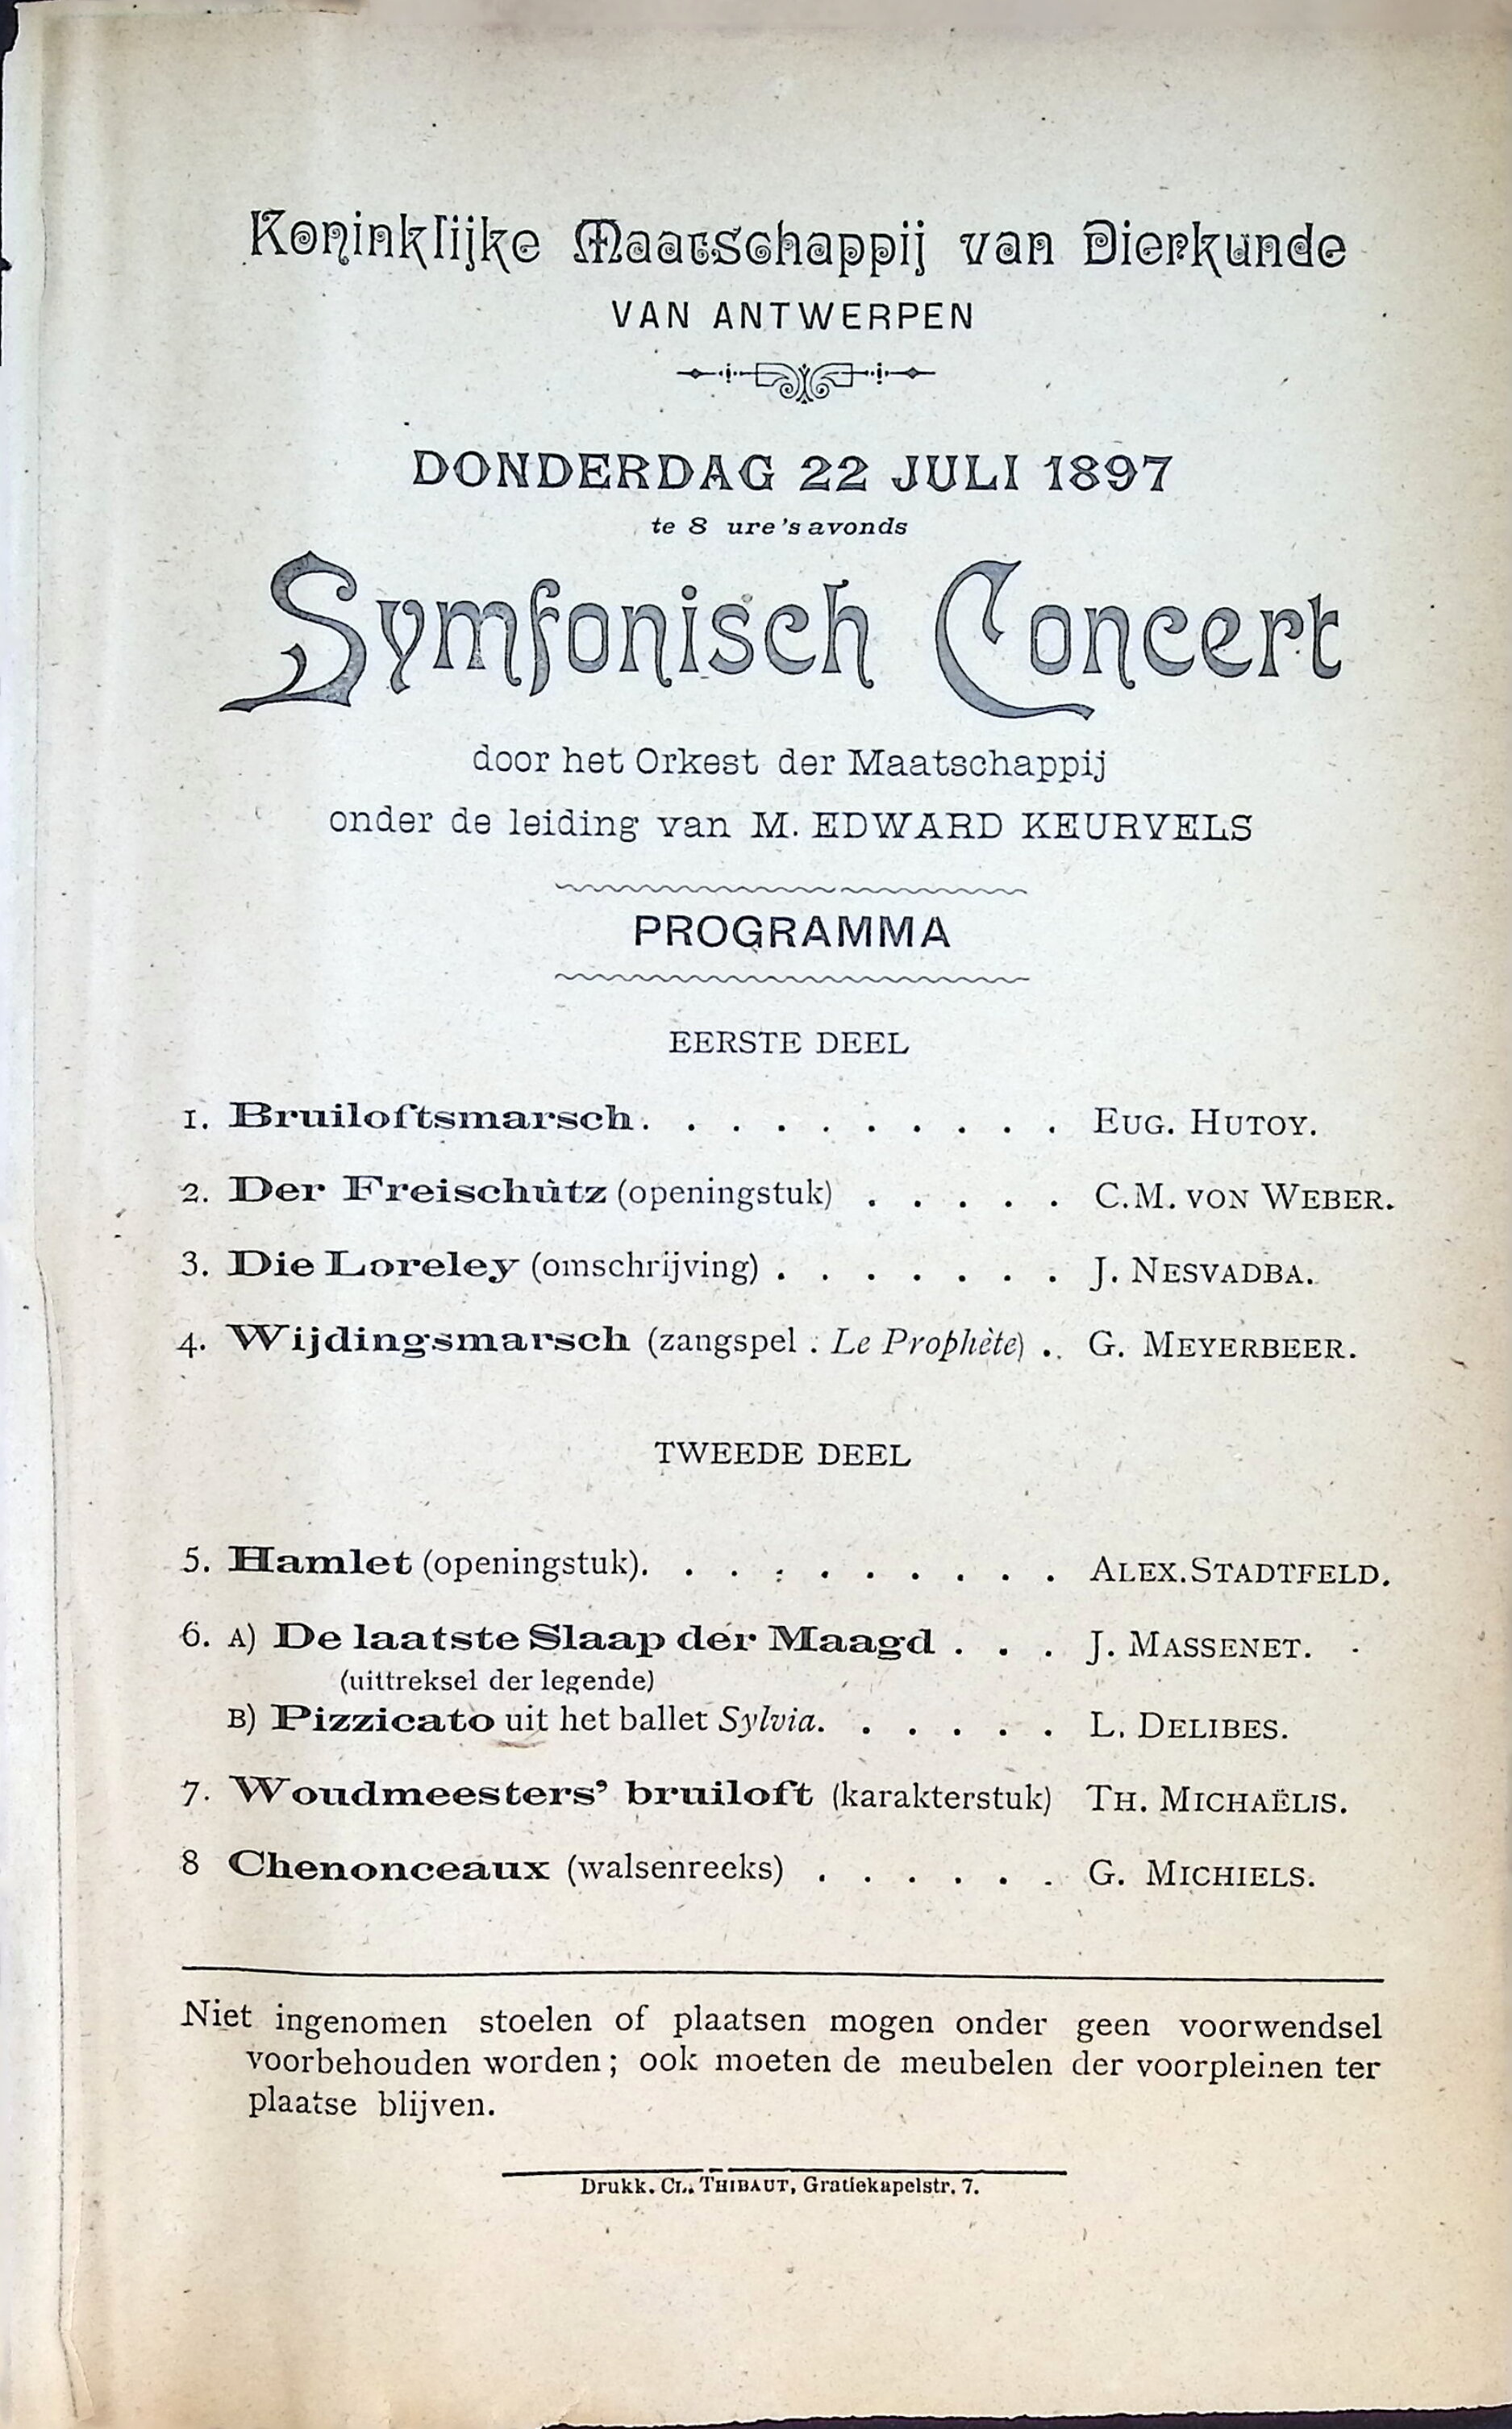 Koninklijke Maatschappij van Dierkunde
VAN ANTWERPEN
DONDERDAG 22 JULI 1897
te 8 ure 's avonds
Symfonisch Concert
door het Orkest der Maatschappij
onder de leiding van M. EDWARD KEURVELS
PROGRAMMA
EERSTE DEEL
1. Bruiloftsmarsch. . . . . . . . . . EUG. HUTOY.
2. Der Freischütz (openingstuk) . . . . . C.M. VON WEBER.
3. Die Loreley (omschrijving) . . . . . . . J. NESVADBA.
4. Wijdingsmarsch (zangspel : Le Prophète) . . G. MEYERBEER.
TWEEDE DEEL
5. Hamlet (openingstuk). . . . . . . . . . ALEX. STADTFELD.
6. A) De laatste Slaap der Maagd . . . J. MASSENET.
(uittreksel der legende)
B) Pizzicato uit het ballet Sylvia. . . . . . L. DELIBES.
7. Woudmeesters' bruiloft (karakterstuk) TH. MICHAËLIS.
8 Chenonceaux (walsenreeks) . . . . . . G. MICHIELS.
Niet ingenomen stoelen of plaatsen mogen onder geen voorwendsel
voorbehouden worden ; ook moeten de meubelen der voorpleinen ter
plaatse blijven.
Drukk. CL. THIBAUT, Gratiekapelstr. 7.